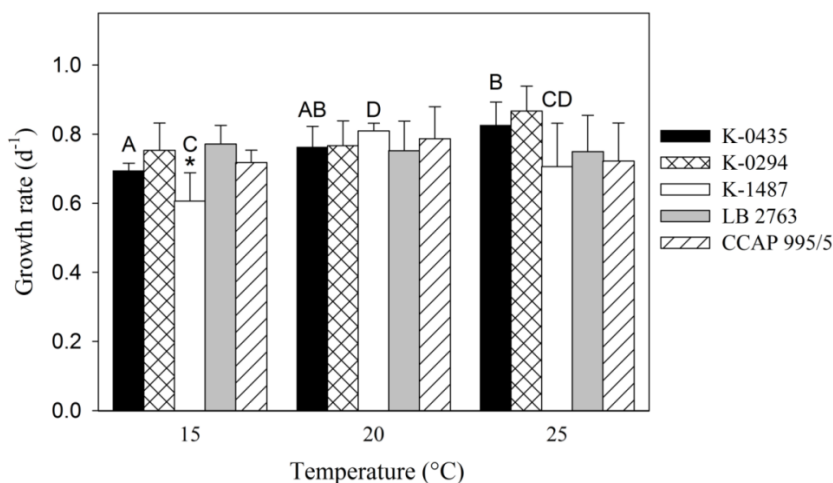 1.0
0.8
0.6
0.4
0.2
0.0
Growth rate (d⁻¹)
A
C
*
AB
D
B
CD
15
20
25
Temperature (°C)
K-0435
K-0294
K-1487
LB 2763
CCAP 995/5